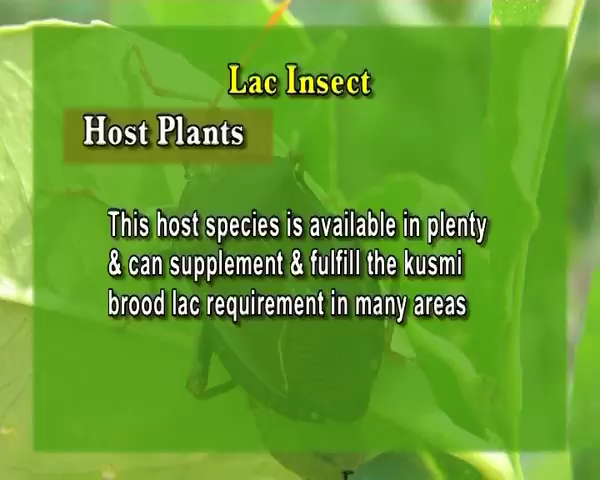 Lac Insect
Host Plants
This host species is available in plenty
& can supplement & fulfill the kusmi
brood lac requirement in many areas